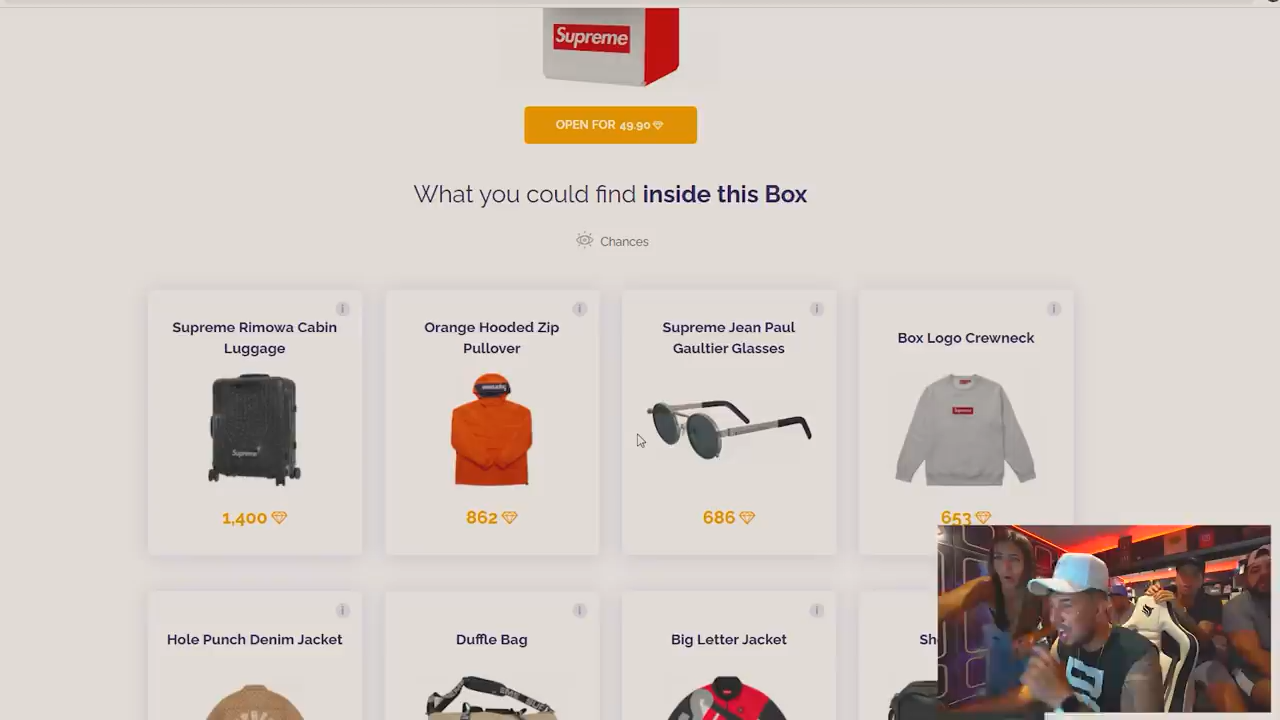 Supreme
OPEN FOR 49.90
What you could find inside this Box
Chances
Supreme Rimowa Cabin
Luggage
Orange Hooded Zip
Pullover
Supreme Jean Paul
Gaultier Glasses
Box Logo Crewneck
Supreme
Supreme
1,400
862
686
653
Hole Punch Denim Jacket
Duffle Bag
Big Letter Jacket